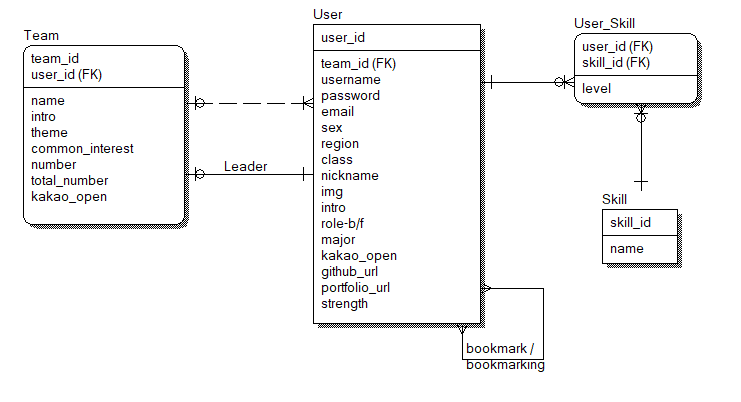 Team
team_id
user_id (FK)
name
intro
theme
common_interest
number
total_number
kakao_open
Leader
User
user_id
team_id (FK)
username
password
email
sex
region
class
nickname
img
intro
role-b/f
major
kakao_open
github_url
portfolio_url
strength
bookmark /
bookmarking
User_Skill
user_id (FK)
skill_id (FK)
level
Skill
skill_id
name